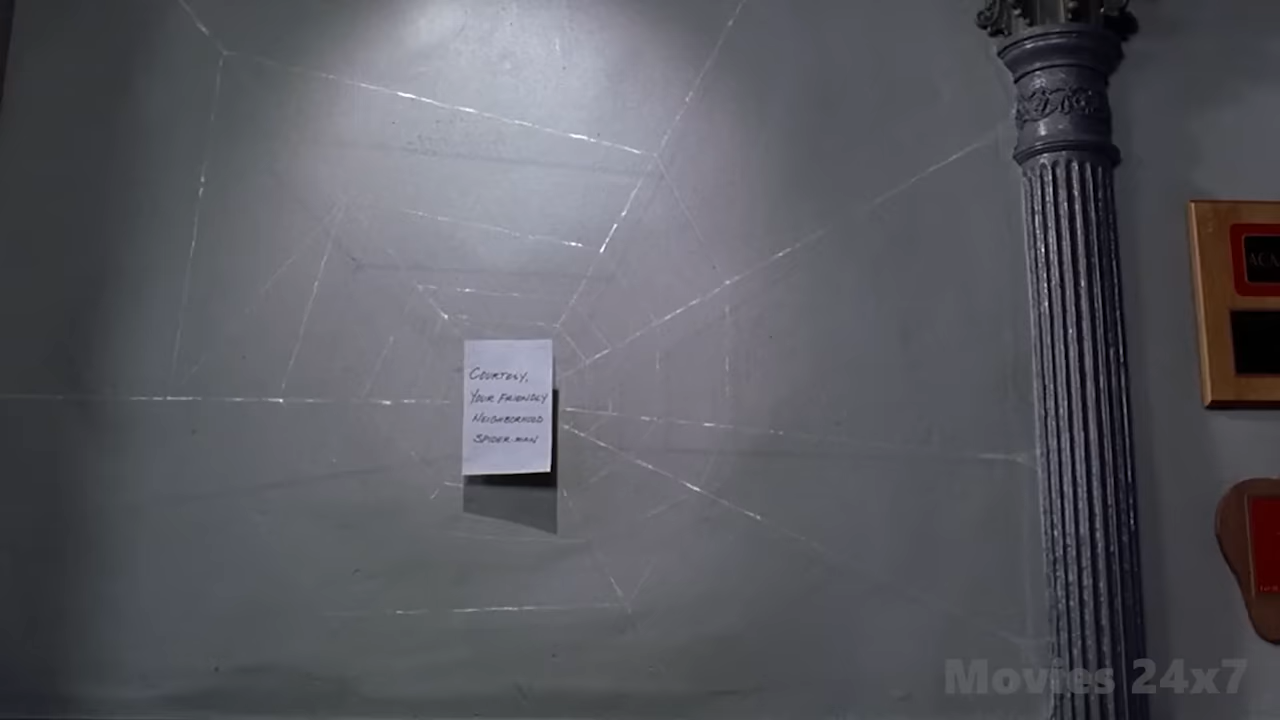 COURTESY,
YOUR FRIENDLY
NEIGHBORHOOD
SPIDER-MAN
Movies 24x7